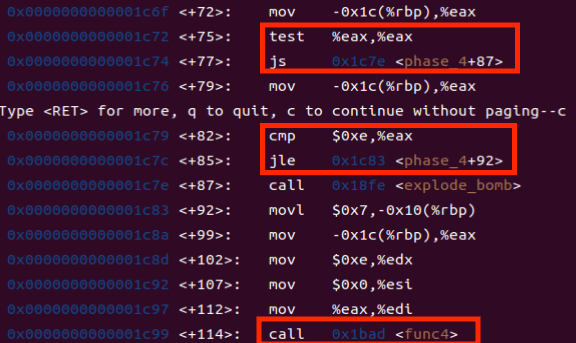 0x0000000000001c6f <+72>: mov -0x1c(%rbp),%eax
0x0000000000001c72 <+75>: test %eax,%eax
0x0000000000001c74 <+77>: js 0x1c7e <phase_4+87>
0x0000000000001c76 <+79>: mov -0x1c(%rbp),%eax
Type <RET> for more, q to quit, c to continue without paging--c
0x0000000000001c79 <+82>: cmp $0xe,%eax
0x0000000000001c7c <+85>: jle 0x1c83 <phase_4+92>
0x0000000000001c7e <+87>: call 0x18fe <explode_bomb>
0x0000000000001c83 <+92>: movl $0x7,-0x10(%rbp)
0x0000000000001c8a <+99>: mov -0x1c(%rbp),%eax
0x0000000000001c8d <+102>: mov $0xe,%edx
0x0000000000001c92 <+107>: mov $0x0,%esi
0x0000000000001c97 <+112>: mov %eax,%edi
0x0000000000001c99 <+114>: call 0x1bad <func4>